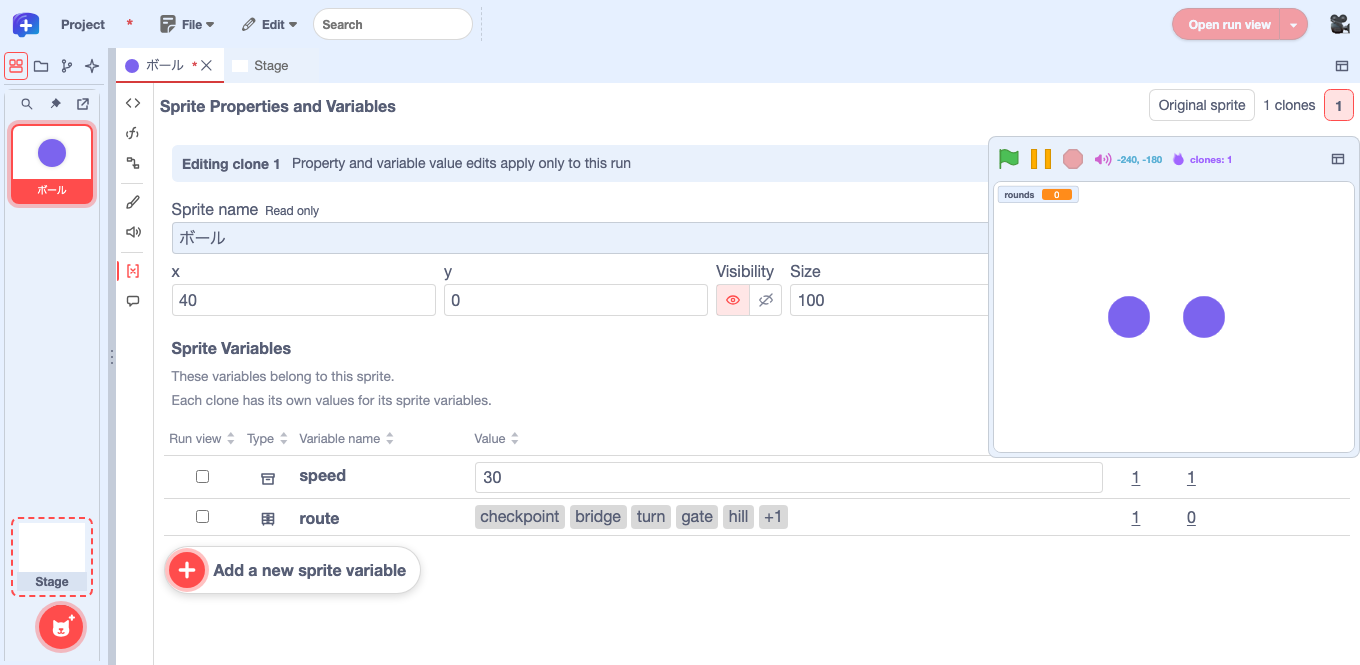 Project * File Edit Search Open run view
ボール * Stage
Sprite Properties and Variables Original sprite 1 clones 1
Editing clone 1 Property and variable value edits apply only to this run
-240, -180 clones: 1
rounds 0
ボール
Sprite name Read only
ボール
x y Visibility Size
40 0 100
Sprite Variables
These variables belong to this sprite.
Each clone has its own values for its sprite variables.
Run view Type Variable name Value
speed 30 1 1
route checkpoint bridge turn gate hill +1 1 0
Add a new sprite variable
Stage